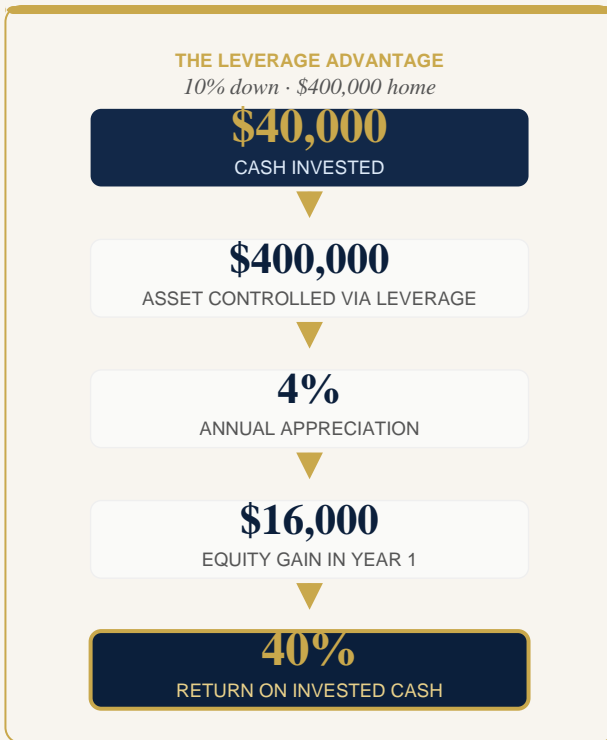 THE LEVERAGE ADVANTAGE
10% down · $400,000 home
$40,000
CASH INVESTED
$400,000
ASSET CONTROLLED VIA LEVERAGE
4%
ANNUAL APPRECIATION
$16,000
EQUITY GAIN IN YEAR 1
40%
RETURN ON INVESTED CASH